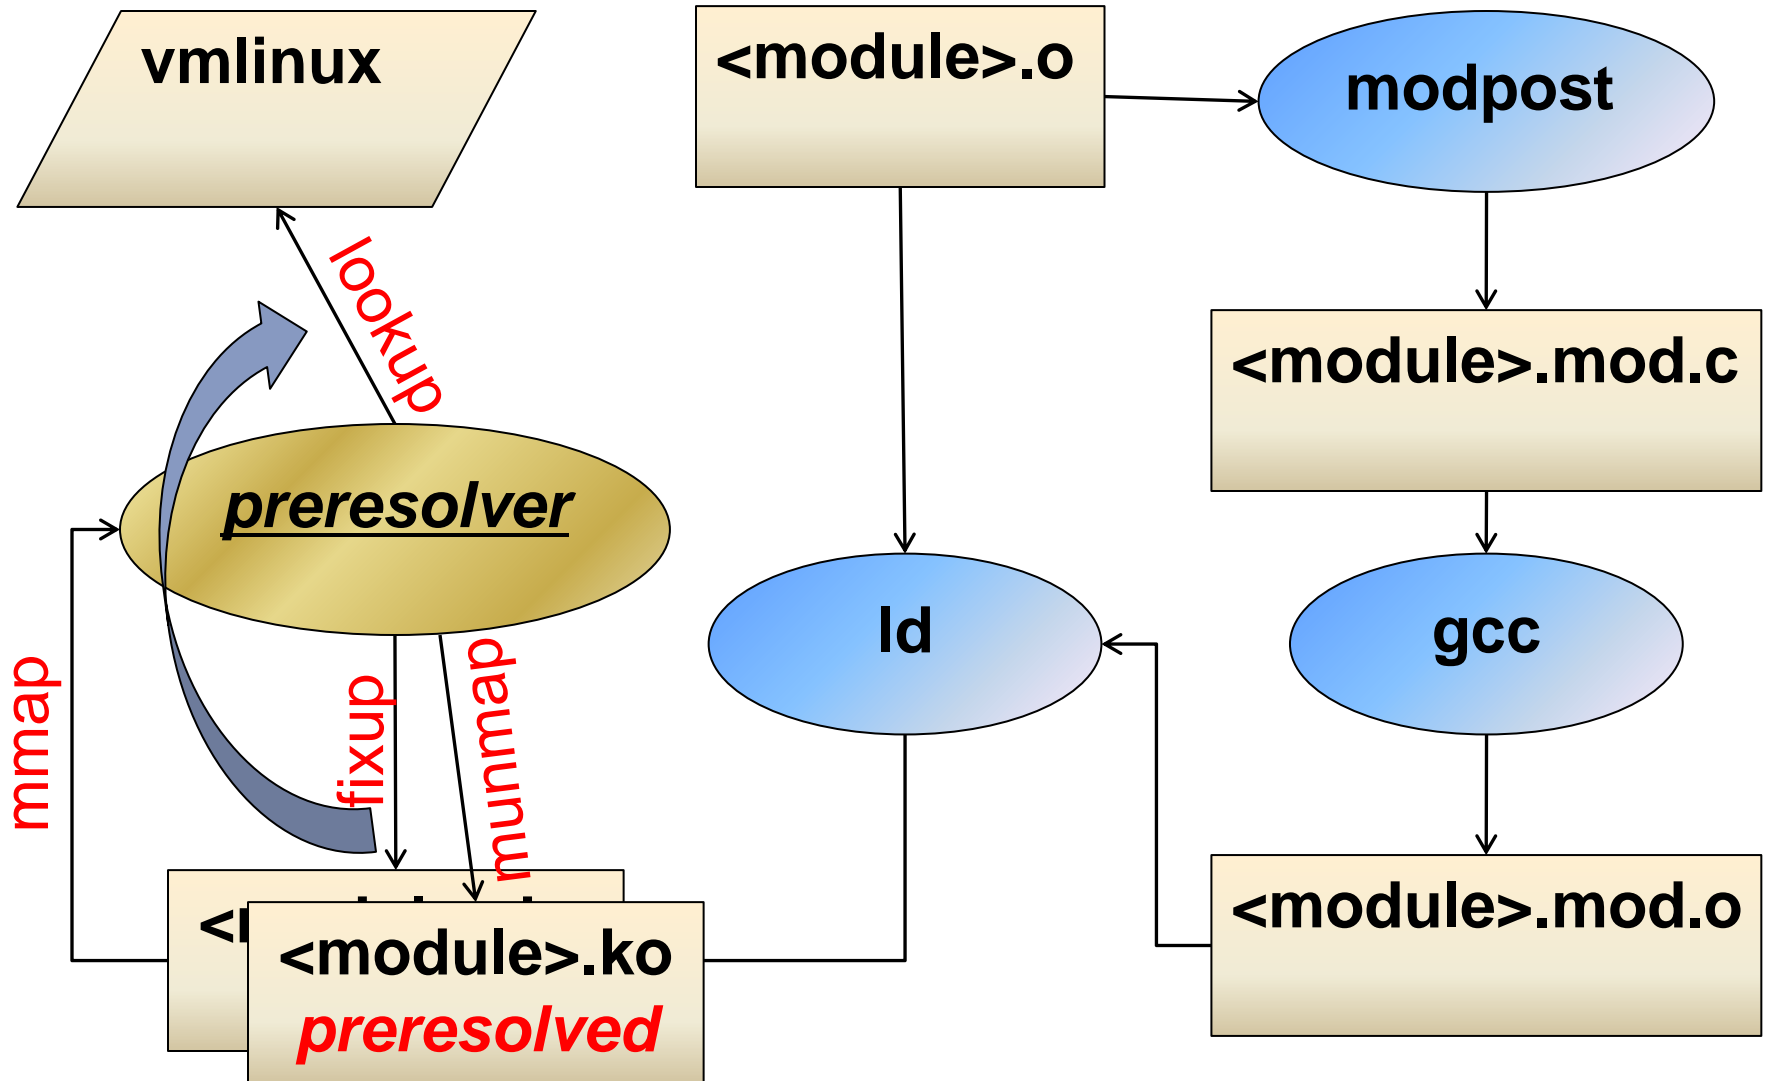 vmlinux
<module>.o
modpost
lookup
<module>.mod.c
preresolver
ld
gcc
mmap
fixup
munmap
<module>.mod.o
<module>.ko
preresolved